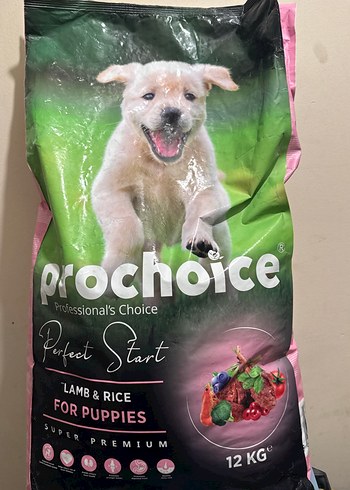 prochoice
Professional's Choice
Perfect Start
LAMB & RICE
FOR PUPPIES
SUPER PREMIUM
12 KG e